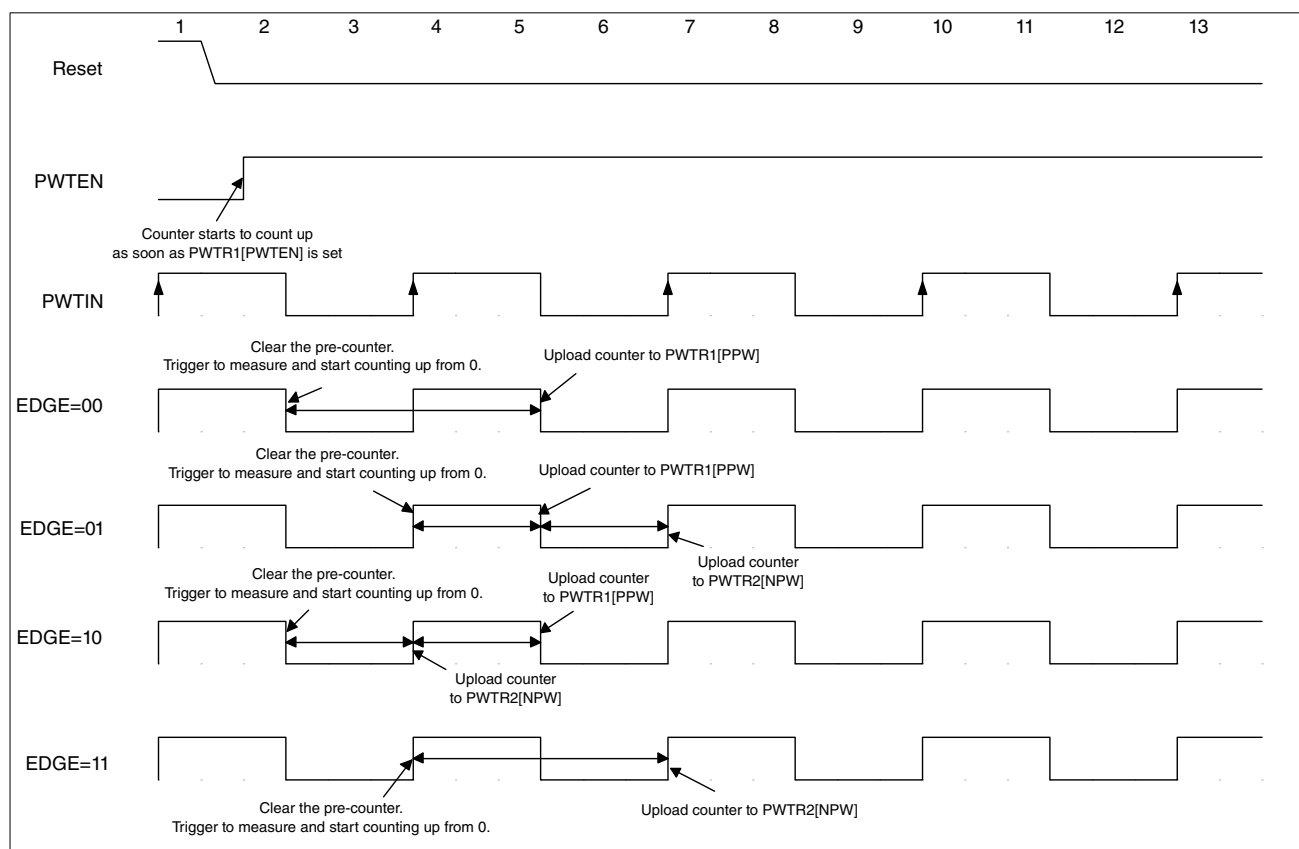 1 2 3 4 5 6 7 8 9 10 11 12 13
Reset
PWTEN
Counter starts to count up
as soon as PWTR1[PWTEN] is set
PWTIN
Clear the pre-counter.
Trigger to measure and start counting up from 0.
Upload counter to PWTR1[PPW]
EDGE=00
Clear the pre-counter.
Trigger to measure and start counting up from 0.
Upload counter to PWTR1[PPW]
EDGE=01
Upload counter
to PWTR2[NPW]
Clear the pre-counter.
Trigger to measure and start counting up from 0.
Upload counter
to PWTR1[PPW]
EDGE=10
Upload counter
to PWTR2[NPW]
EDGE=11
Clear the pre-counter.
Trigger to measure and start counting up from 0.
Upload counter to PWTR2[NPW]